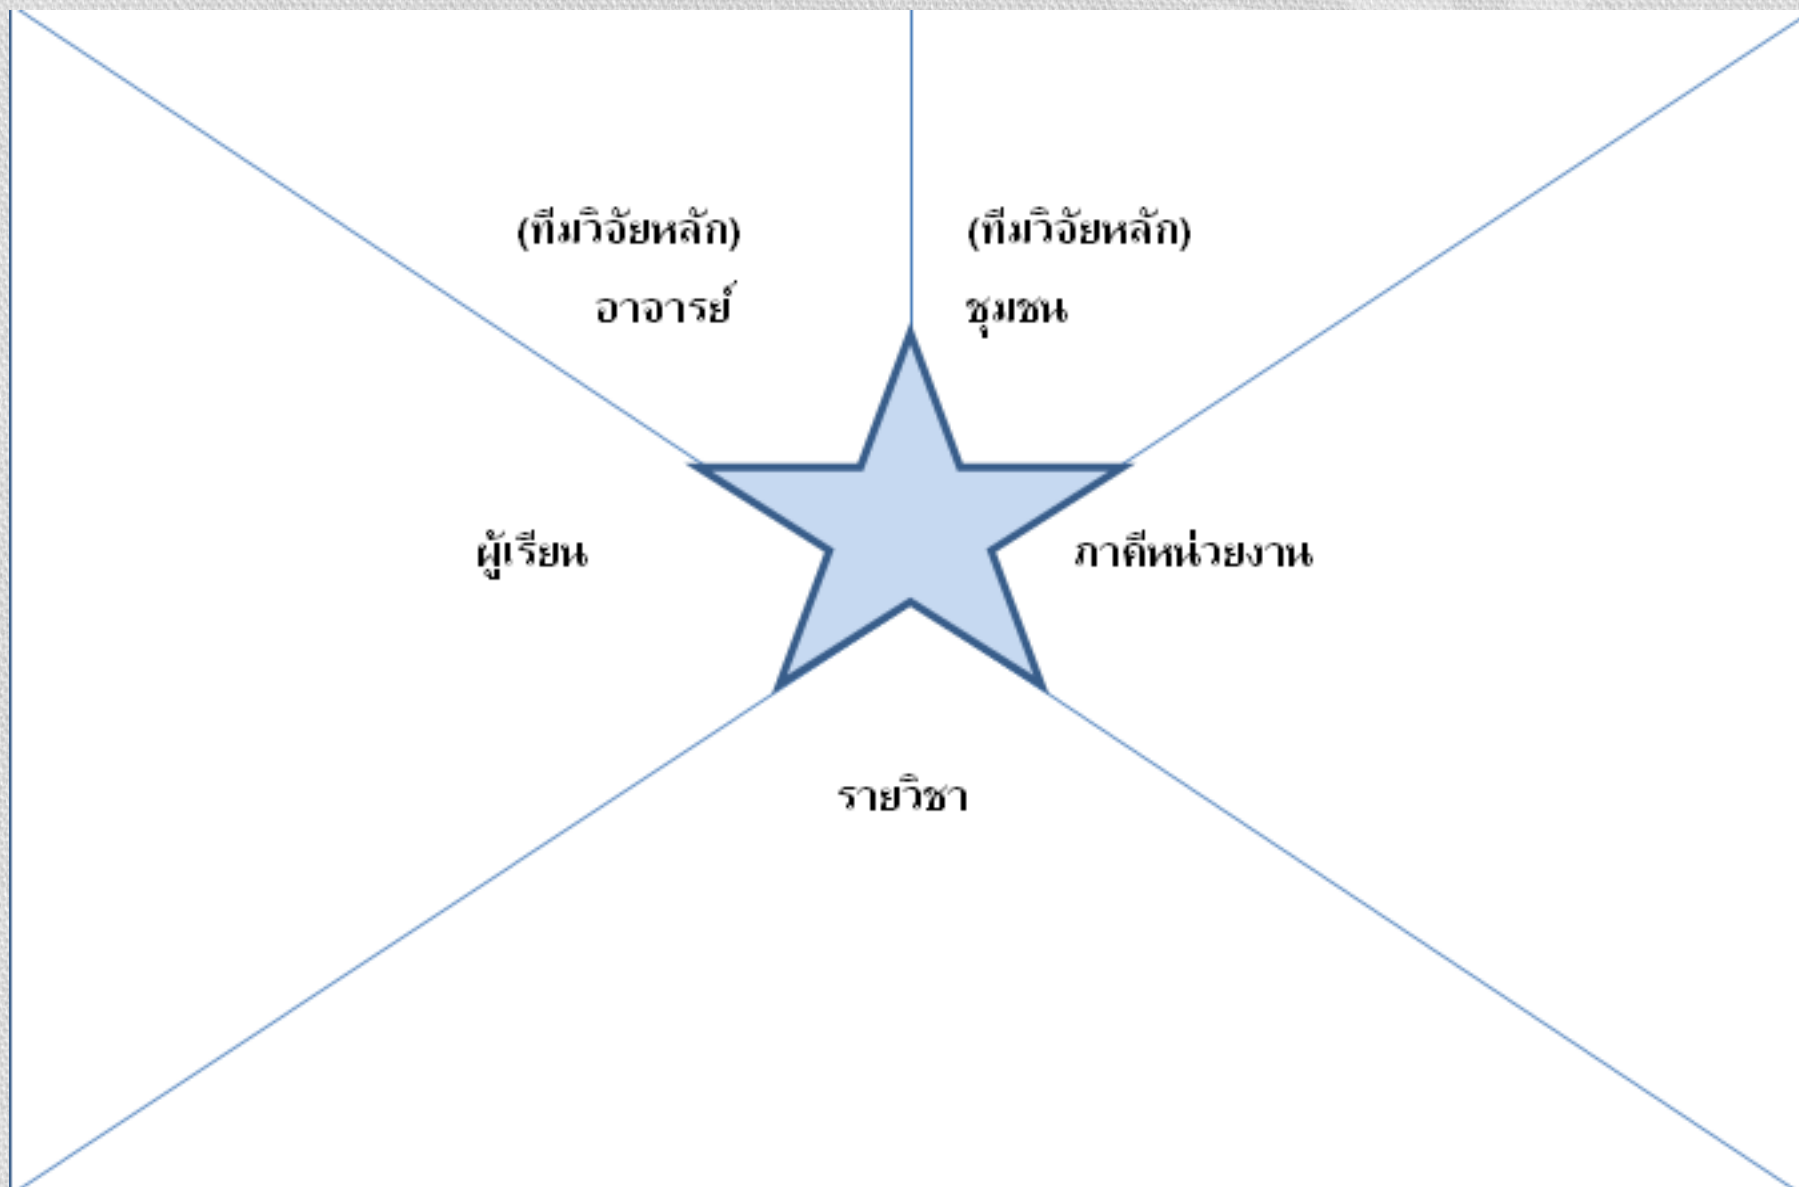 (ทีมวิจัยหลัก)
อาจารย์
(ทีมวิจัยหลัก)
ชุมชน
ผู้เรียน
ภาคีหน่วยงาน
รายวิชา